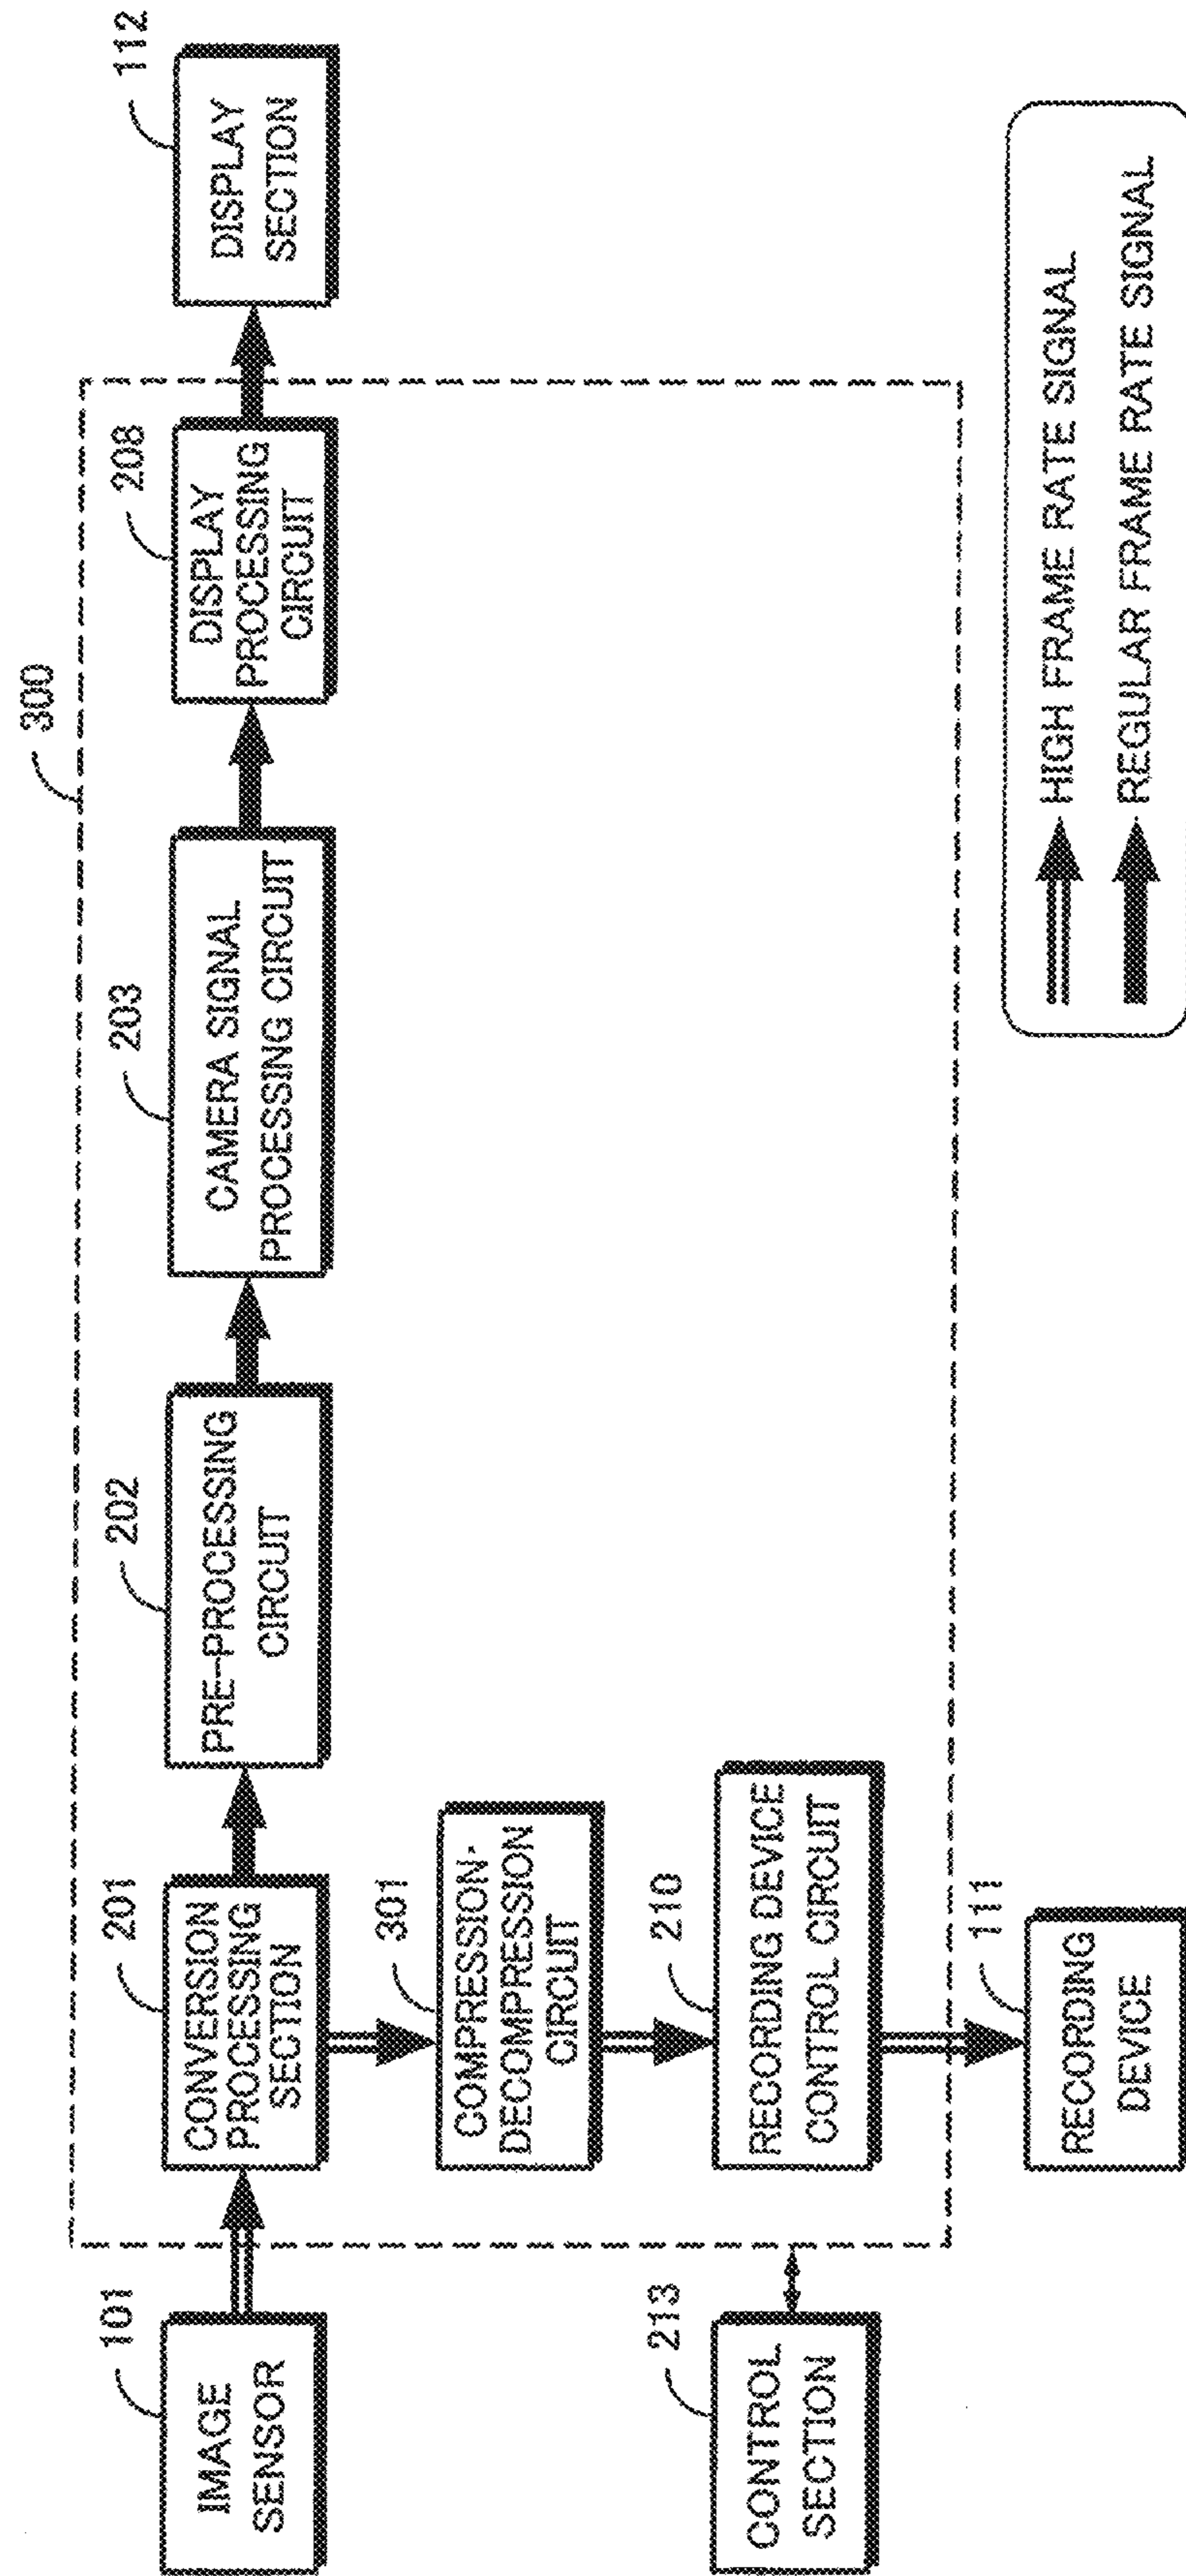 300
101
IMAGE
SENSOR
201
CONVERSION
PROCESSING
SECTION
202
PRE-PROCESSING
CIRCUIT
203
CAMERA SIGNAL
PROCESSING CIRCUIT
208
DISPLAY
PROCESSING
CIRCUIT
112
DISPLAY
SECTION
301
COMPRESSION-
DECOMPRESSION
CIRCUIT
213
CONTROL
SECTION
210
RECORDING DEVICE
CONTROL CIRCUIT
111
RECORDING
DEVICE
HIGH FRAME RATE SIGNAL
REGULAR FRAME RATE SIGNAL